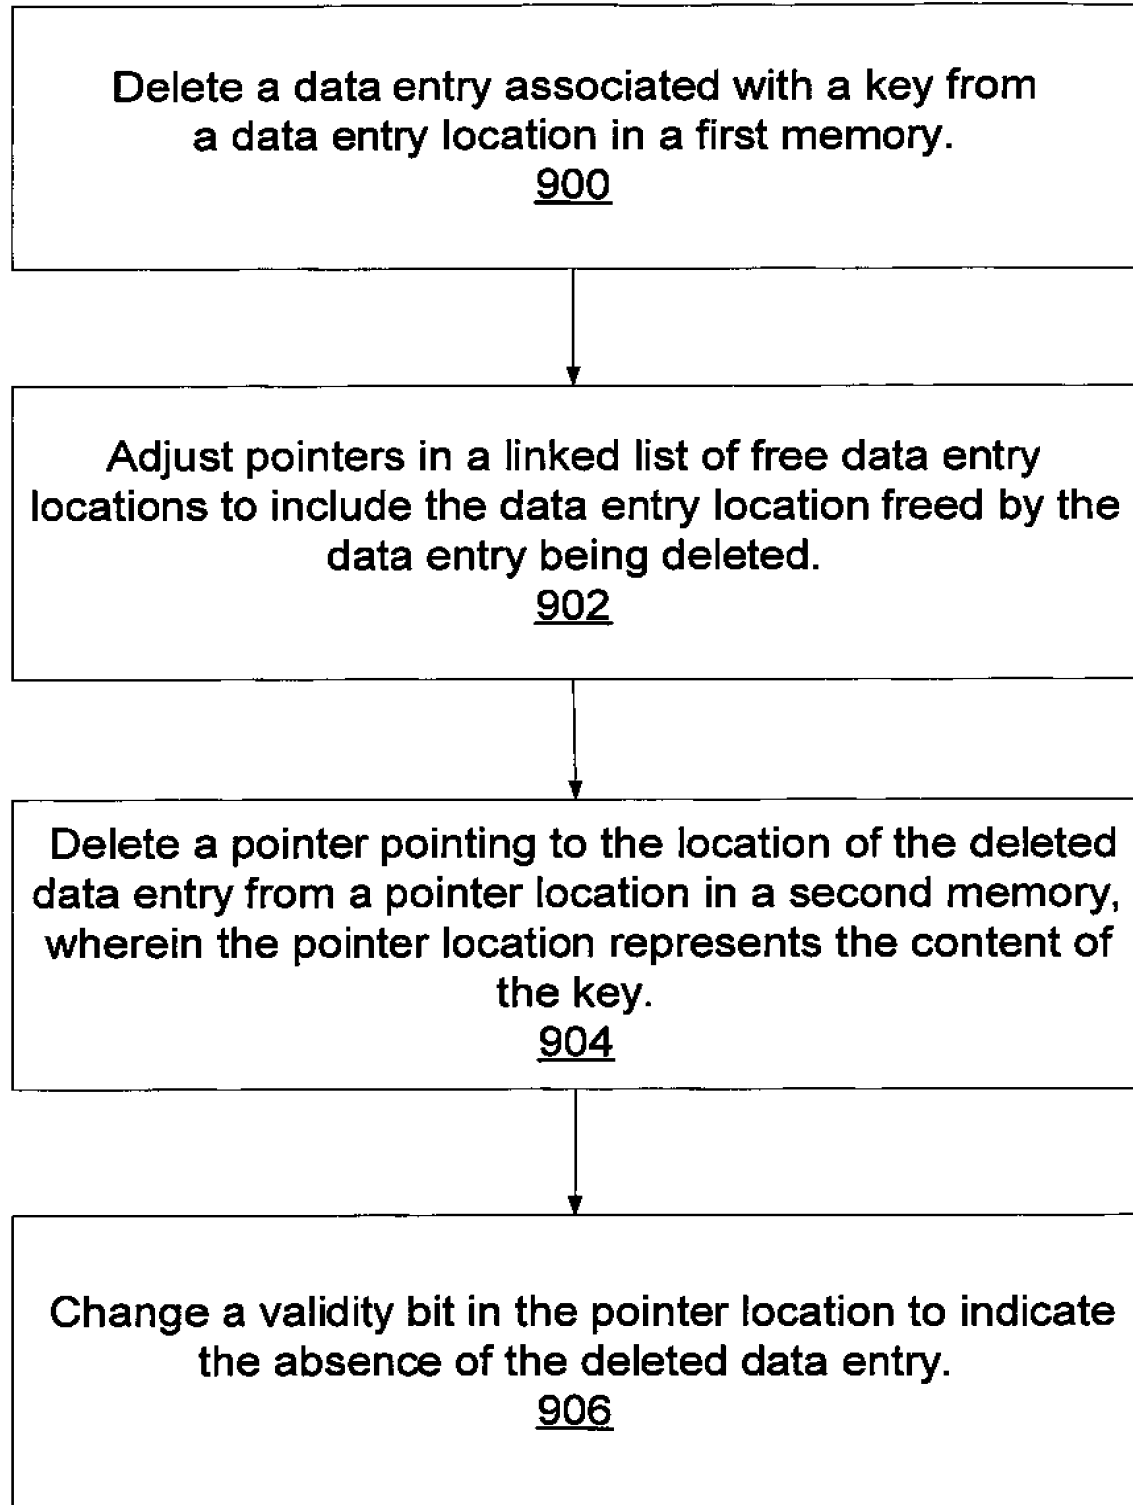 Delete a data entry associated with a key from
a data entry location in a first memory.
900
Adjust pointers in a linked list of free data entry
locations to include the data entry location freed by the
data entry being deleted.
902
Delete a pointer pointing to the location of the deleted
data entry from a pointer location in a second memory,
wherein the pointer location represents the content of
the key.
904
Change a validity bit in the pointer location to indicate
the absence of the deleted data entry.
906